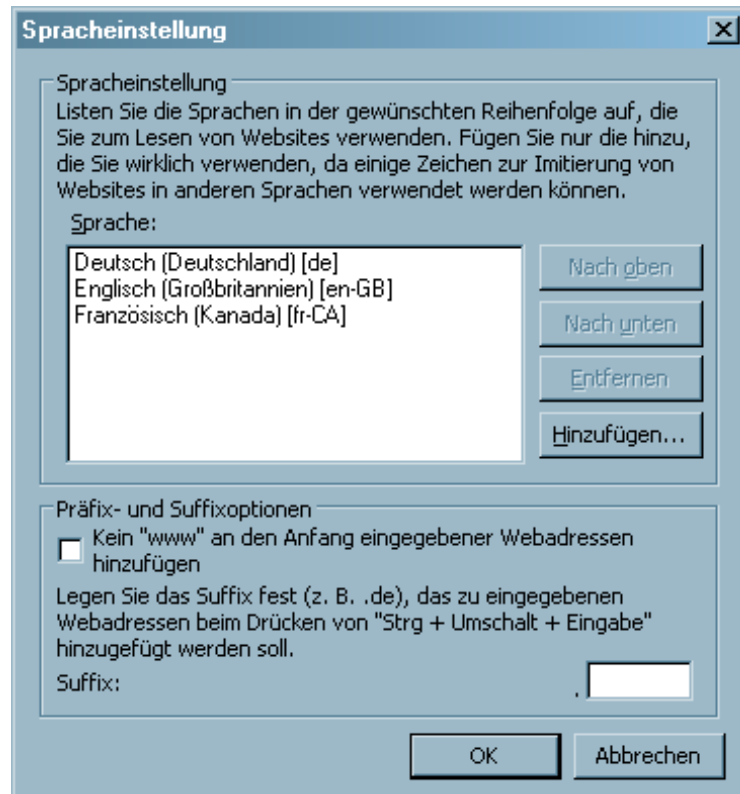 Spracheinstellung
Spracheinstellung
Listen Sie die Sprachen in der gewünschten Reihenfolge auf, die
Sie zum Lesen von Websites verwenden. Fügen Sie nur die hinzu,
die Sie wirklich verwenden, da einige Zeichen zur Imitierung von
Websites in anderen Sprachen verwendet werden können.
Sprache:
Deutsch (Deutschland) [de]
Englisch (Großbritannien) [en-GB]
Französisch (Kanada) [fr-CA]
Nach oben
Nach unten
Entfernen
Hinzufügen...
Präfix- und Suffixoptionen
Kein "www" an den Anfang eingegebener Webadressen
hinzufügen
Legen Sie das Suffix fest (z. B. .de), das zu eingegebenen
Webadressen beim Drücken von "Strg + Umschalt + Eingabe"
hinzugefügt werden soll.
Suffix: .
OK Abbrechen